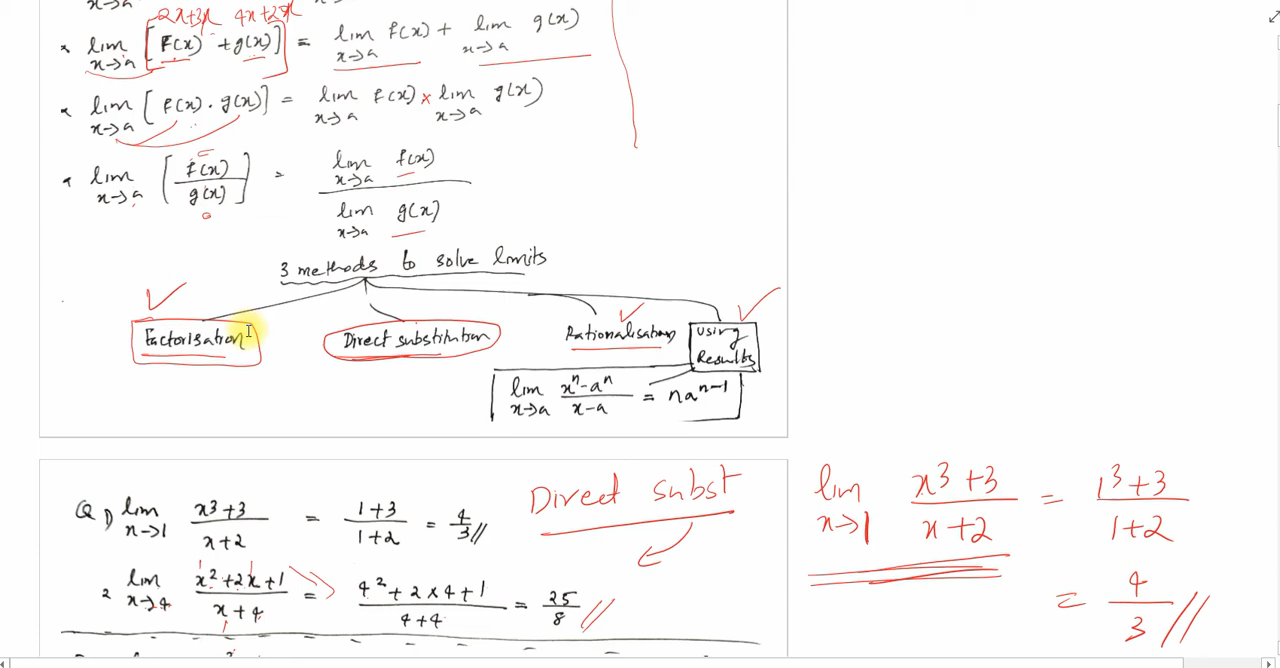 x→a
2x+3x 4x+2x
* lim x→a [f(x) + g(x)] = lim x→a f(x) + lim x→a g(x)
* lim x→a [f(x) . g(x)] = lim x→a f(x) × lim x→a g(x)
* lim x→a [f(x)/g(x)] = lim x→a f(x) / lim x→a g(x)
3 methods to solve limits
Factorisation Direct substitution Rationalisation Using Results
lim x→a (xⁿ-aⁿ)/(x-a) = naⁿ⁻¹
Direct subst
Q 1) lim x→1 (x³+3)/(x+2) = (1+3)/(1+2) = 4/3 //
2 lim x→4 (x²+2x+1)/(x+4) = (4²+2×4+1)/(4+4) = 25/8 //
lim x→1 (x³+3)/(x+2) = (1³+3)/(1+2)
= 4/3 //